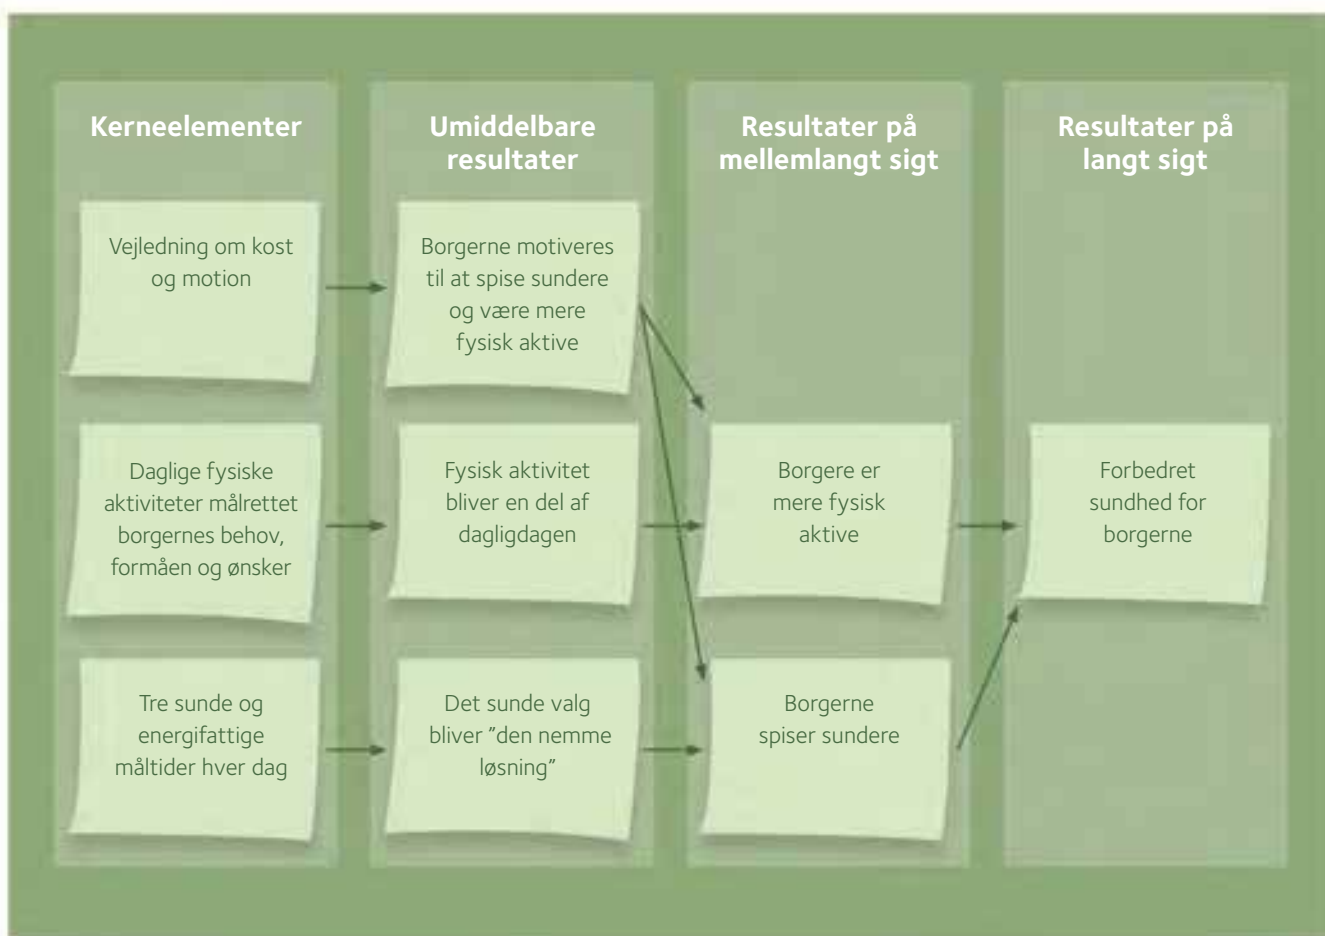 Kerneelementer
Umiddelbare
resultater
Resultater på
mellemlangt sigt
Resultater på
langt sigt
Vejledning om kost
og motion
Borgerne motiveres
til at spise sundere
og være mere
fysisk aktive
Daglige fysiske
aktiviteter målrettet
borgernes behov,
formåen og ønsker
Fysisk aktivitet
bliver en del af
dagligdagen
Borgere er
mere fysisk
aktive
Forbedret
sundhed for
borgerne
Tre sunde og
energifattige
måltider hver dag
Det sunde valg
bliver ”den nemme
løsning”
Borgerne
spiser sundere